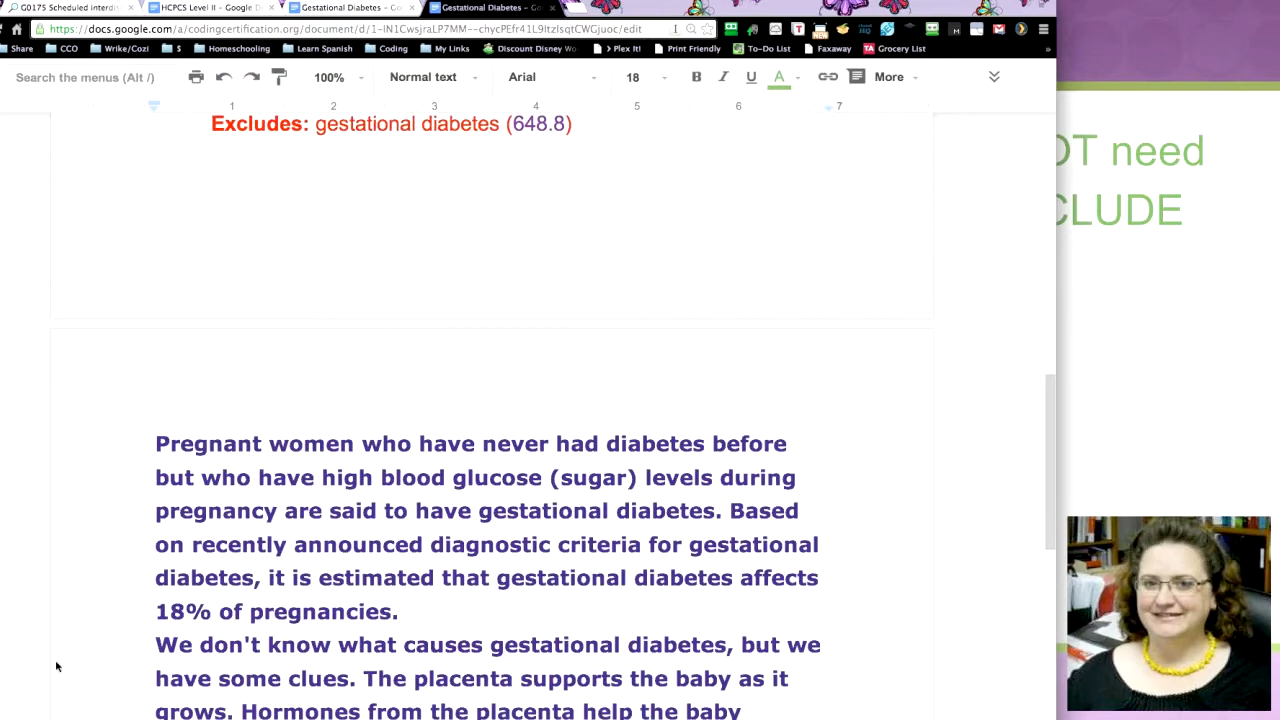 G0175 Scheduled interdi
HCPCS Level II - Google D
Gestational Diabetes - Go
Gestational Diabetes - Go
https://docs.google.com/a/codingcertification.org/document/d/1-IN1CwsjraLP7MM--chycPEfr41L9ItzIsqtCWGjuoc/edit
Share CCO Wrike/Cozi $ Homeschooling Learn Spanish Coding My Links Discount Disney Wo > Plex It! Print Friendly To-Do List Faxaway Grocery List »
Search the menus (Alt /) 100% Normal text Arial 18 B I U A More
1 2 3 4 5 6 7
Excludes: gestational diabetes (648.8)
OT need
CLUDE
Pregnant women who have never had diabetes before
but who have high blood glucose (sugar) levels during
pregnancy are said to have gestational diabetes. Based
on recently announced diagnostic criteria for gestational
diabetes, it is estimated that gestational diabetes affects
18% of pregnancies.
We don't know what causes gestational diabetes, but we
have some clues. The placenta supports the baby as it
grows. Hormones from the placenta help the baby